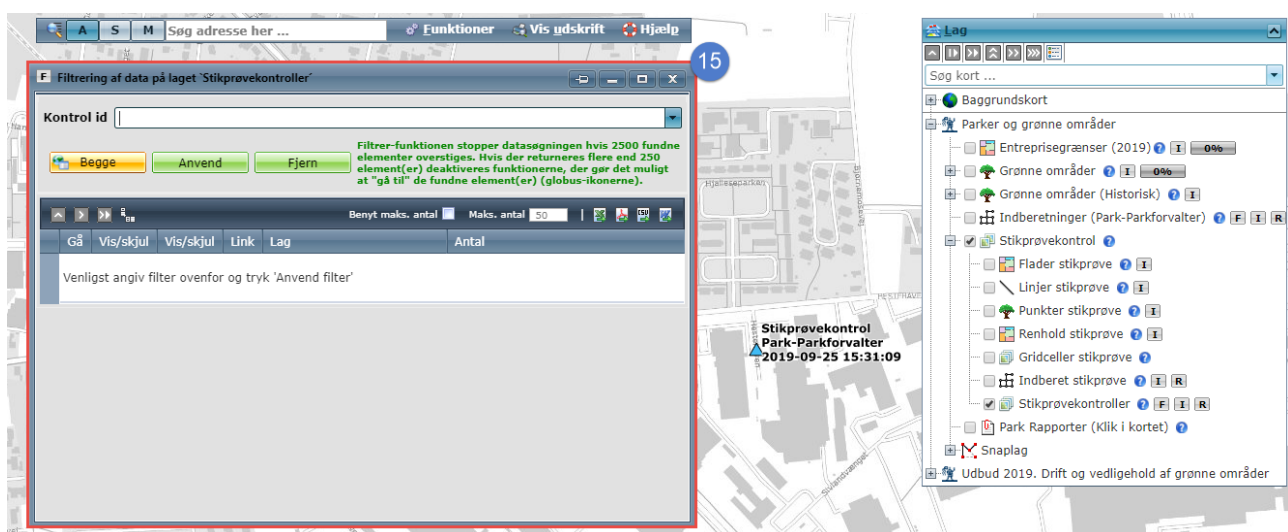 A S M Søg adresse her ... Funktioner Vis udskrift Hjælp
15
F Filtrering af data på laget `Stikprøvekontroller´
Kontrol id
Begge Anvend Fjern
Filtrer-funktionen stopper datasøgningen hvis 2500 fundne
elementer overstiges. Hvis der returneres flere end 250
element(er) deaktiveres funktionerne, der gør det muligt
at "gå til" de fundne element(er) (globus-ikonerne).
Benyt maks. antal Maks. antal 50
Gå Vis/skjul Vis/skjul Link Lag Antal
Venligst angiv filter ovenfor og tryk 'Anvend filter'
Hjalleseparken
Stikprøvekontrol
Park-Parkforvalter
2019-09-25 15:31:09
Lag
Søg kort ...
Baggrundskort
Parker og grønne områder
Entreprisegrænser (2019) ? I 0%
Grønne områder ? I 0%
Grønne områder (Historisk) ? I
Indberetninger (Park-Parkforvalter) ? F I R
Stikprøvekontrol ?
Flader stikprøve ? I
Linjer stikprøve ? I
Punkter stikprøve ? I
Renhold stikprøve ? I
Gridceller stikprøve ?
Indberet stikprøve ? I R
Stikprøvekontroller ? F I R
Park Rapporter (Klik i kortet) ?
Snaplag
Udbud 2019. Drift og vedligehold af grønne områder